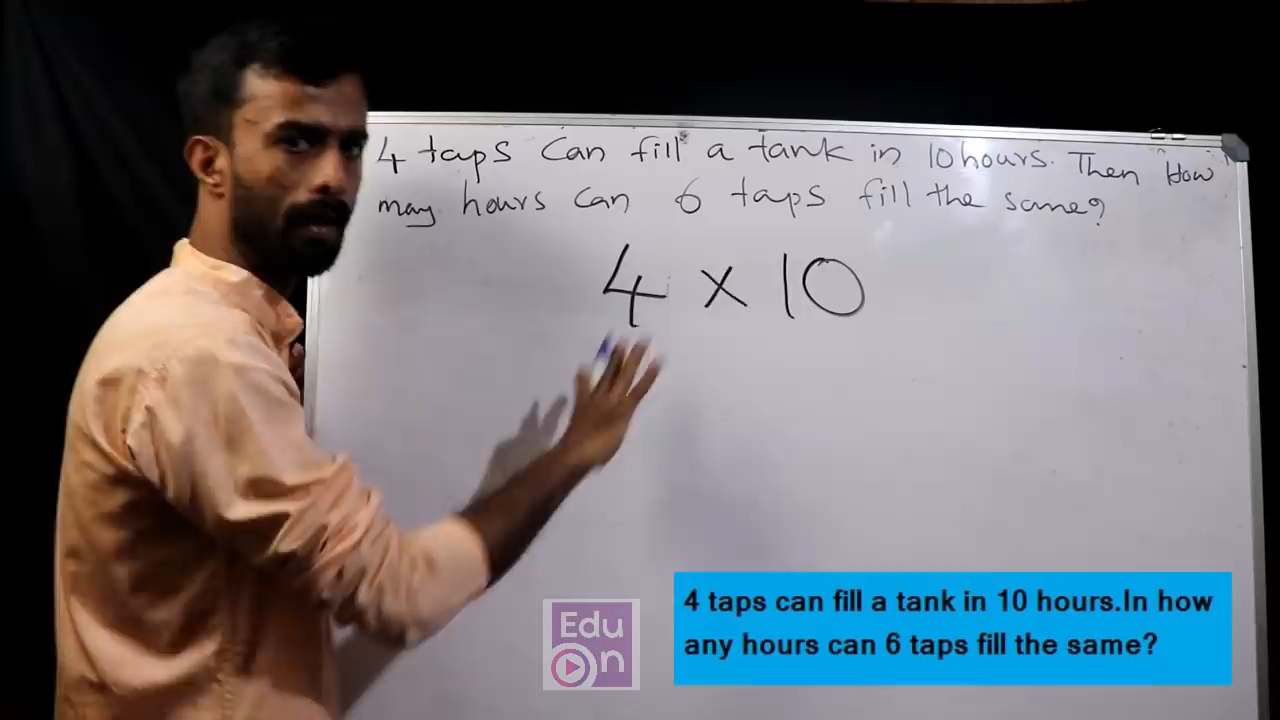 4 taps can fill a tank in 10 hours. Then How
may hours can 6 taps fill the same?
4 × 10
Edu
On
4 taps can fill a tank in 10 hours.In how
any hours can 6 taps fill the same?